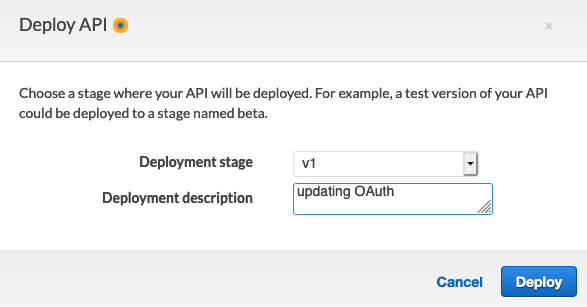 Deploy API
Choose a stage where your API will be deployed. For example, a test version of your API
could be deployed to a stage named beta.
Deployment stage v1
Deployment description updating OAuth
Cancel Deploy